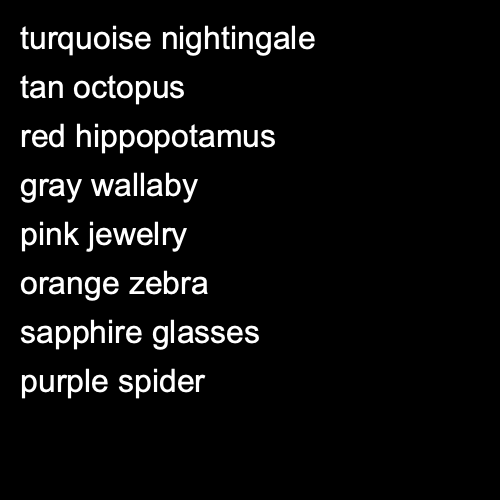 turquoise nightingale
tan octopus
red hippopotamus
gray wallaby
pink jewelry
orange zebra
sapphire glasses
purple spider